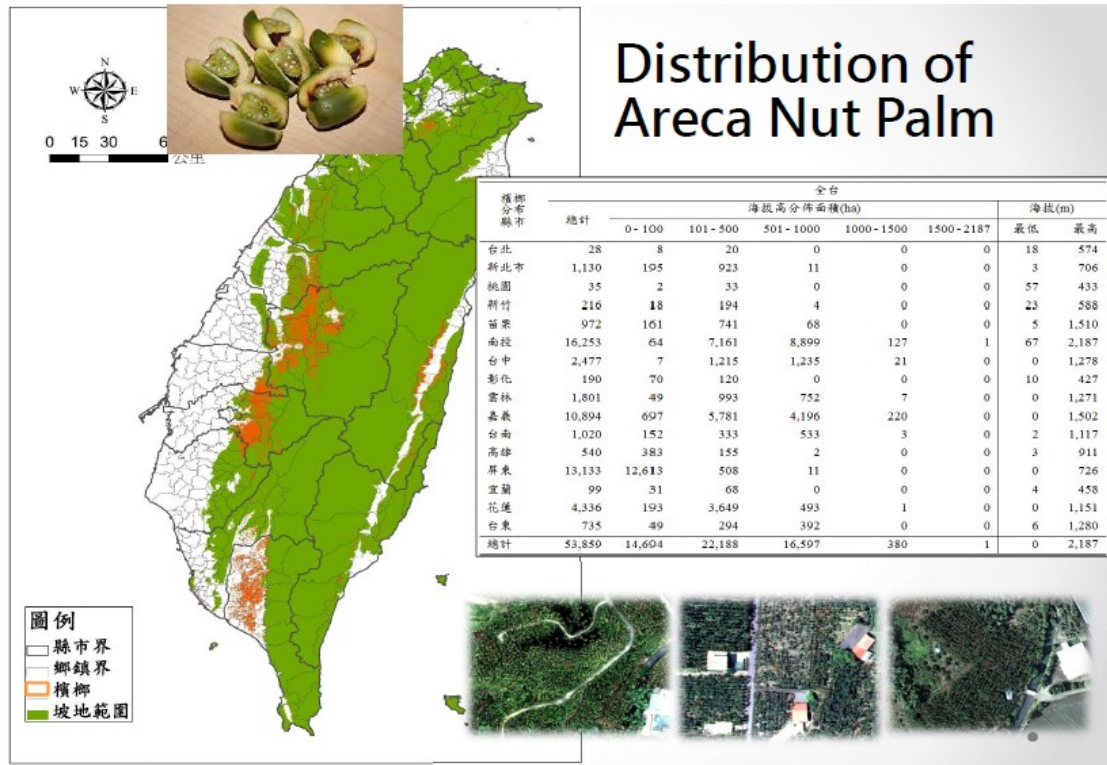 Distribution of
Areca Nut Palm
N
W E
S
0 15 30 6
公里
檳榔分布縣市 總計 全台
海拔高分佈面積(ha) 海拔(m)
0 - 100 101 - 500 501 - 1000 1000 - 1500 1500 - 2187 最低 最高
台北 28 8 20 0 0 0 18 574
新北市 1,130 195 923 11 0 0 3 706
桃園 35 2 33 0 0 0 57 433
新竹 216 18 194 4 0 0 23 588
苗栗 972 161 741 68 0 0 5 1,510
南投 16,253 64 7,161 8,899 127 1 67 2,187
台中 2,477 7 1,215 1,235 21 0 0 1,278
彰化 190 70 120 0 0 0 10 427
雲林 1,801 49 993 752 7 0 0 1,271
嘉義 10,894 697 5,781 4,196 220 0 0 1,502
台南 1,020 152 333 533 3 0 2 1,117
高雄 540 383 155 2 0 0 3 911
屏東 13,133 12,613 508 11 0 0 0 726
宜蘭 99 31 68 0 0 0 4 458
花蓮 4,336 193 3,649 493 1 0 0 1,151
台東 735 49 294 392 0 0 6 1,280
總計 53,859 14,694 22,188 16,597 380 1 0 2,187
圖例
縣市界
鄉鎮界
檳榔
坡地範圍